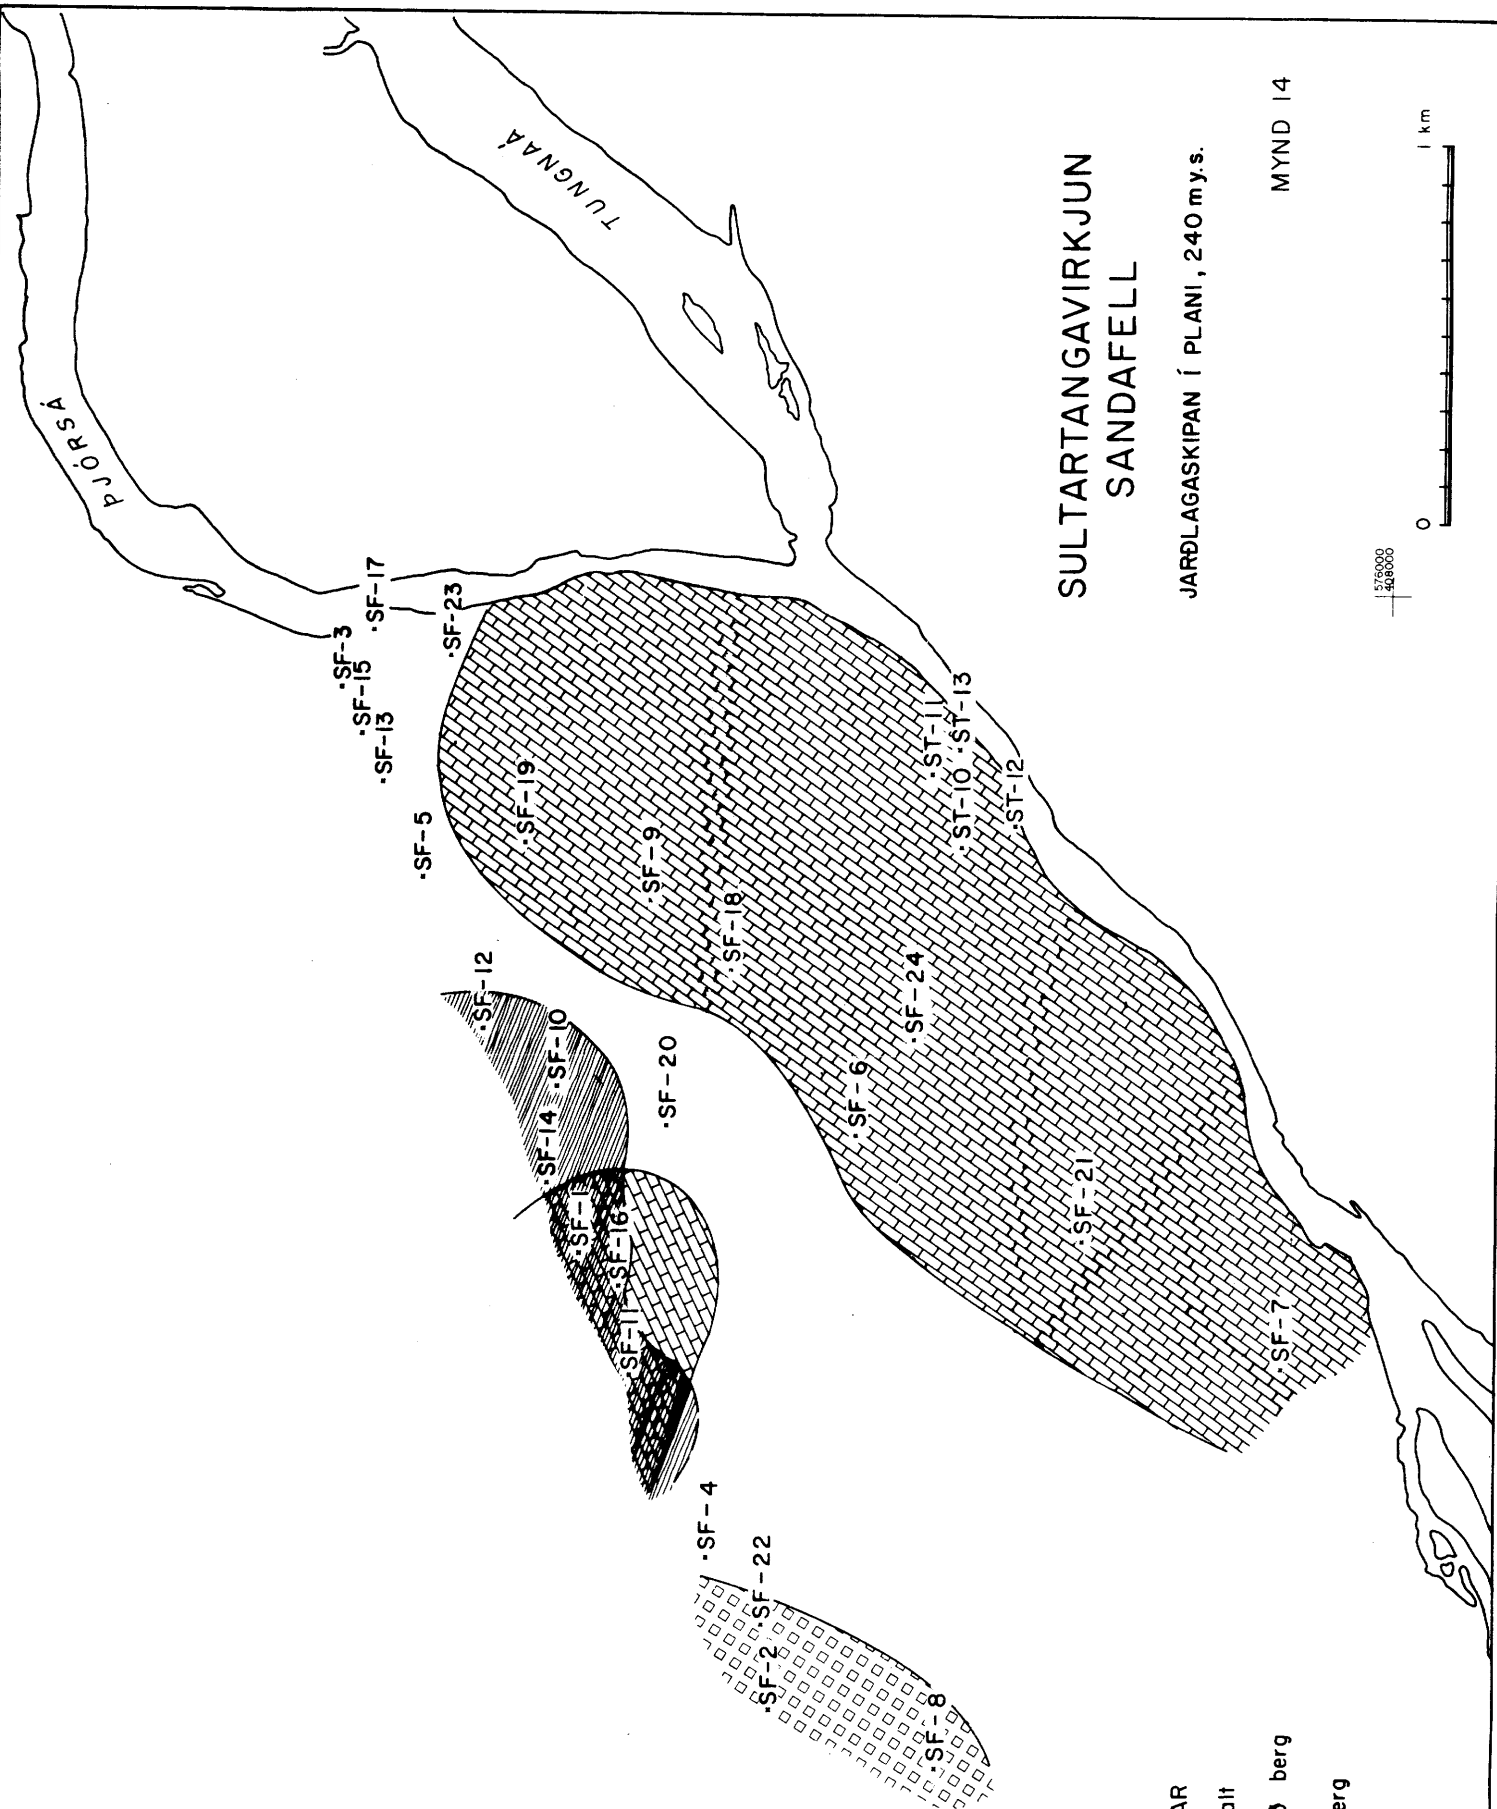 SULTARTANGAVIRKJUN
SANDAFELL
JARÐLAGASKIPAN Í PLANI, 240 m y.s.
MYND 14
0
1 km
576000
408000
ÞJÓRSÁ
TUNGNAÁ
SF-17
SF-3
SF-15
SF-13
SF-23
SF-5
SF-19
SF-9
SF-18
ST-11
ST-13
ST-10
ST-12
SF-12
SF-10
SF-14
SF-20
SF-24
SF-6
SF-1
SF-16
SF-11
SF-21
SF-7
SF-4
SF-22
SF-2
SF-8
AR
alt
berg
erg